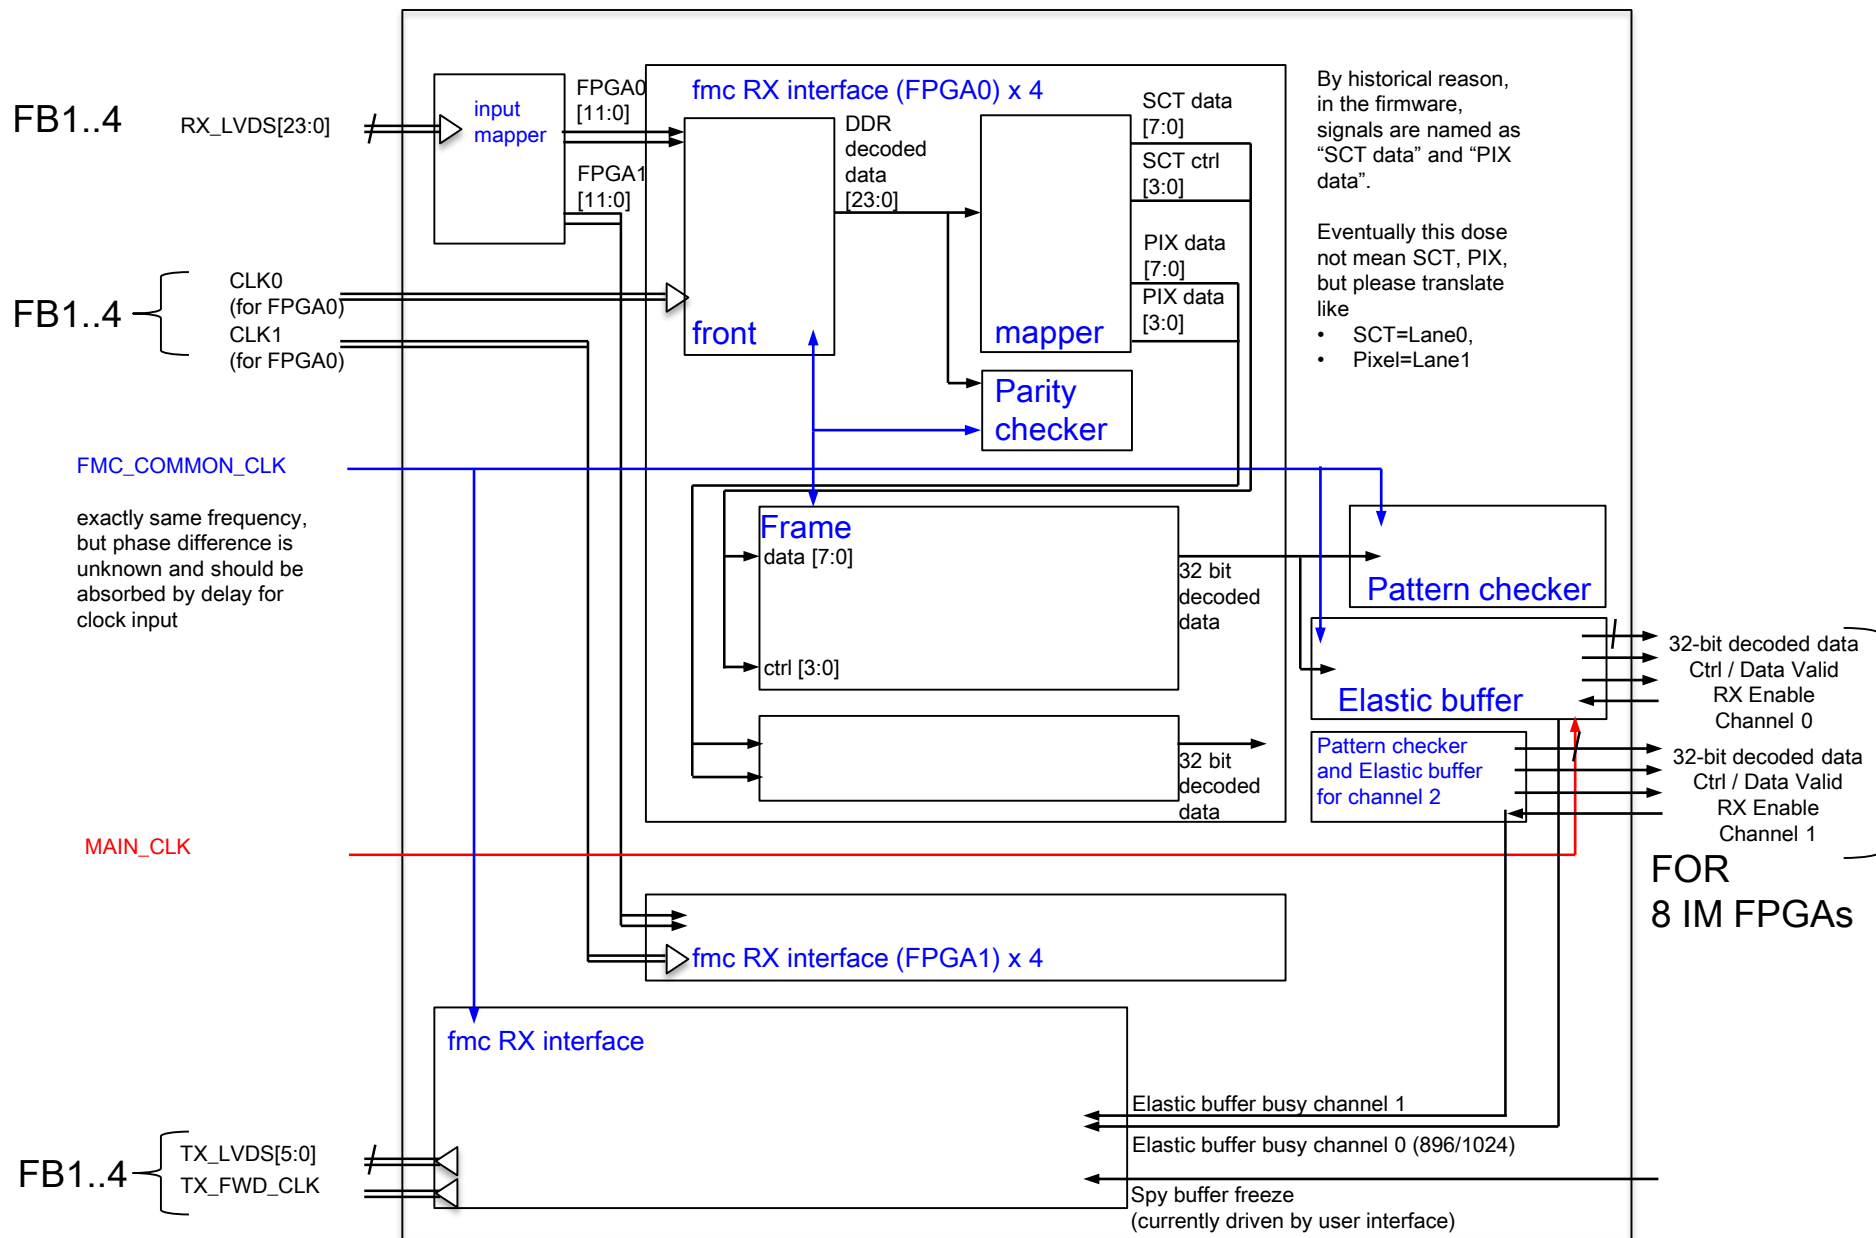 FB1..4
RX_LVDS[23:0]
input
mapper
FPGA0
[11:0]
FPGA1
[11:0]
fmc RX interface (FPGA0) x 4
DDR
decoded
data
[23:0]
front
mapper
SCT data
[7:0]
SCT ctrl
[3:0]
PIX data
[7:0]
PIX data
[3:0]
By historical reason,
in the firmware,
signals are named as
“SCT data” and “PIX
data”.
Eventually this dose
not mean SCT, PIX,
but please translate
like
• SCT=Lane0,
• Pixel=Lane1
FB1..4
CLK0
(for FPGA0)
CLK1
(for FPGA0)
Parity
checker
FMC_COMMON_CLK
exactly same frequency,
but phase difference is
unknown and should be
absorbed by delay for
clock input
Frame
data [7:0]
ctrl [3:0]
32 bit
decoded
data
Pattern checker
Elastic buffer
32-bit decoded data
Ctrl / Data Valid
RX Enable
Channel 0
32 bit
decoded
data
Pattern checker
and Elastic buffer
for channel 2
32-bit decoded data
Ctrl / Data Valid
RX Enable
Channel 1
MAIN_CLK
FOR
8 IM FPGAs
fmc RX interface (FPGA1) x 4
fmc RX interface
Elastic buffer busy channel 1
Elastic buffer busy channel 0 (896/1024)
FB1..4
TX_LVDS[5:0]
TX_FWD_CLK
Spy buffer freeze
(currently driven by user interface)